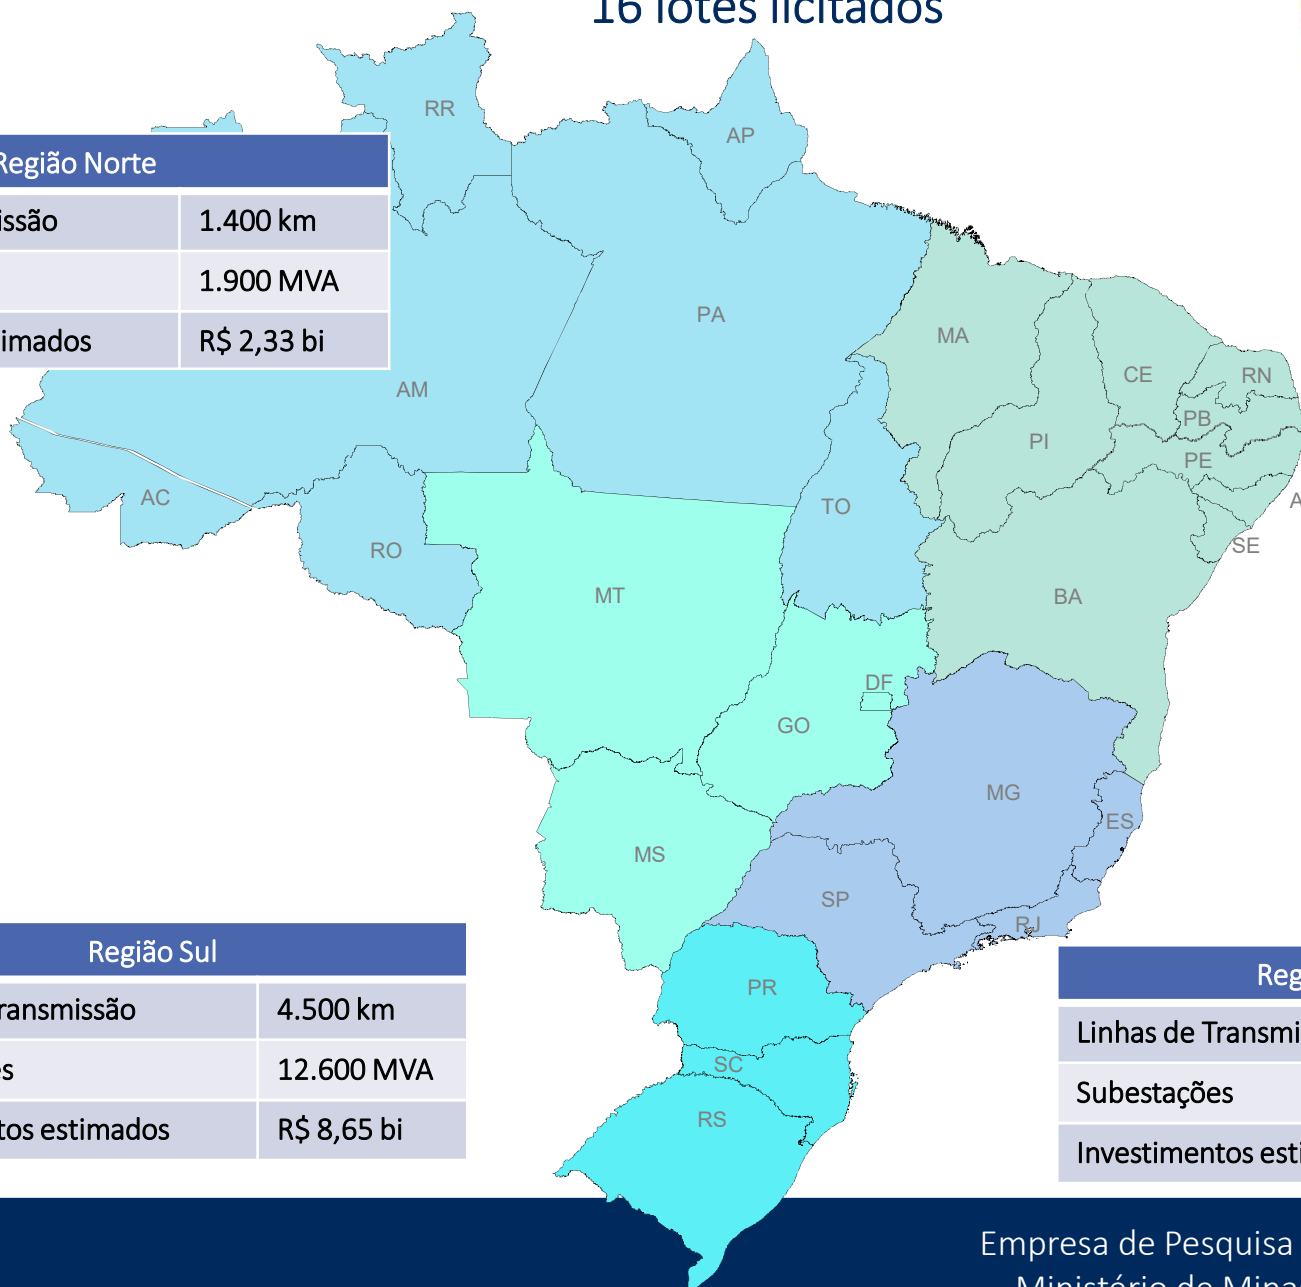 16 lotes licitados
RR
AP
Região Norte
issão 1.400 km
1.900 MVA
imados R$ 2,33 bi
PA
MA
CE
RN
AM
PB
PI
PE
AC
TO
A
SE
RO
MT
BA
DF
GO
MG
ES
MS
SP
RJ
Região Sul
ransmissão 4.500 km
s 12.600 MVA
tos estimados R$ 8,65 bi
PR
SC
RS
Reg
Linhas de Transmi
Subestações
Investimentos esti
Empresa de Pesquisa
Ministério de Mina